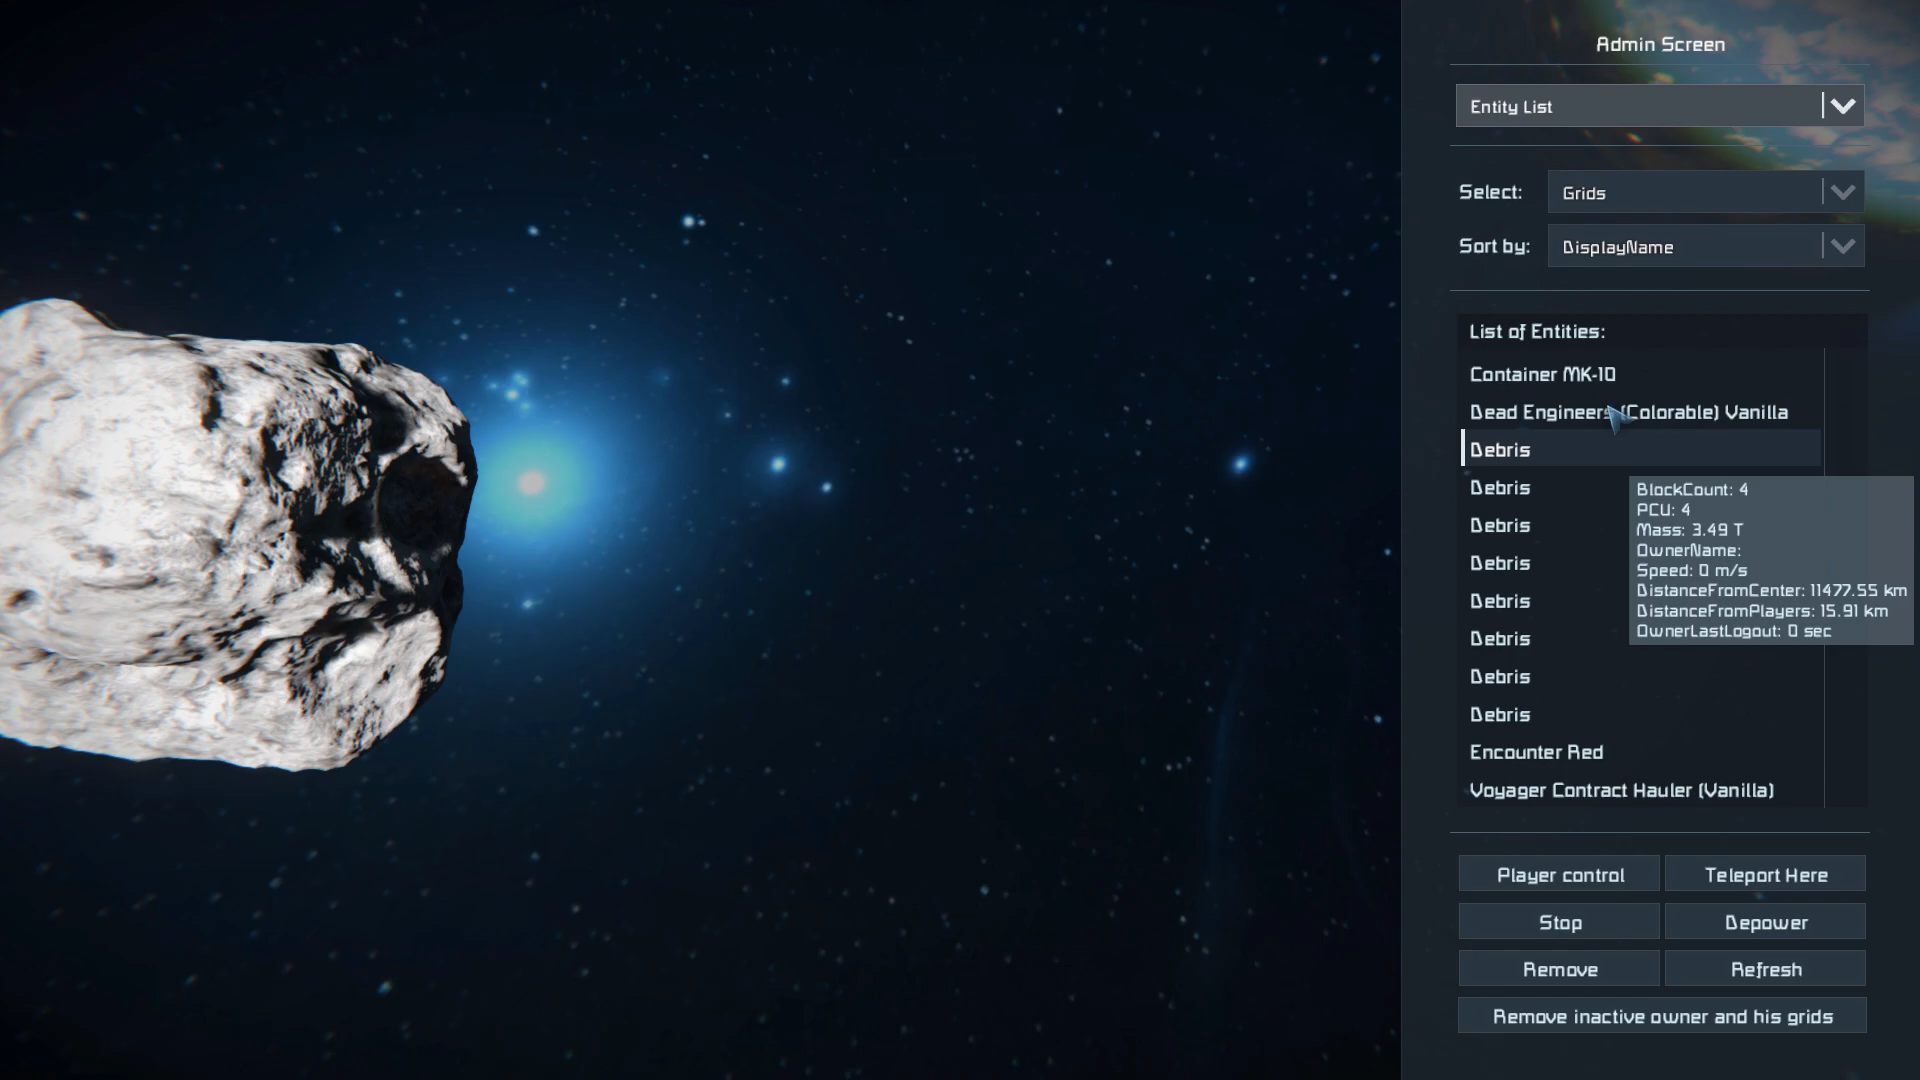 Admin Screen
Entity List
Select: Grids
Sort by: DisplayName
List of Entities:
Container MK-10
Dead Engineers (Colorable) Vanilla
Debris
Debris
Debris
Debris
Debris
Debris
Debris
Debris
Encounter Red
Voyager Contract Hauler (Vanilla)
BlockCount: 4
PCU: 4
Mass: 3.49 T
OwnerName:
Speed: 0 m/s
DistanceFromCenter: 11477.55 km
DistanceFromPlayers: 15.91 km
OwnerLastLogout: 0 sec
Player control
Teleport Here
Stop
Depower
Remove
Refresh
Remove inactive owner and his grids